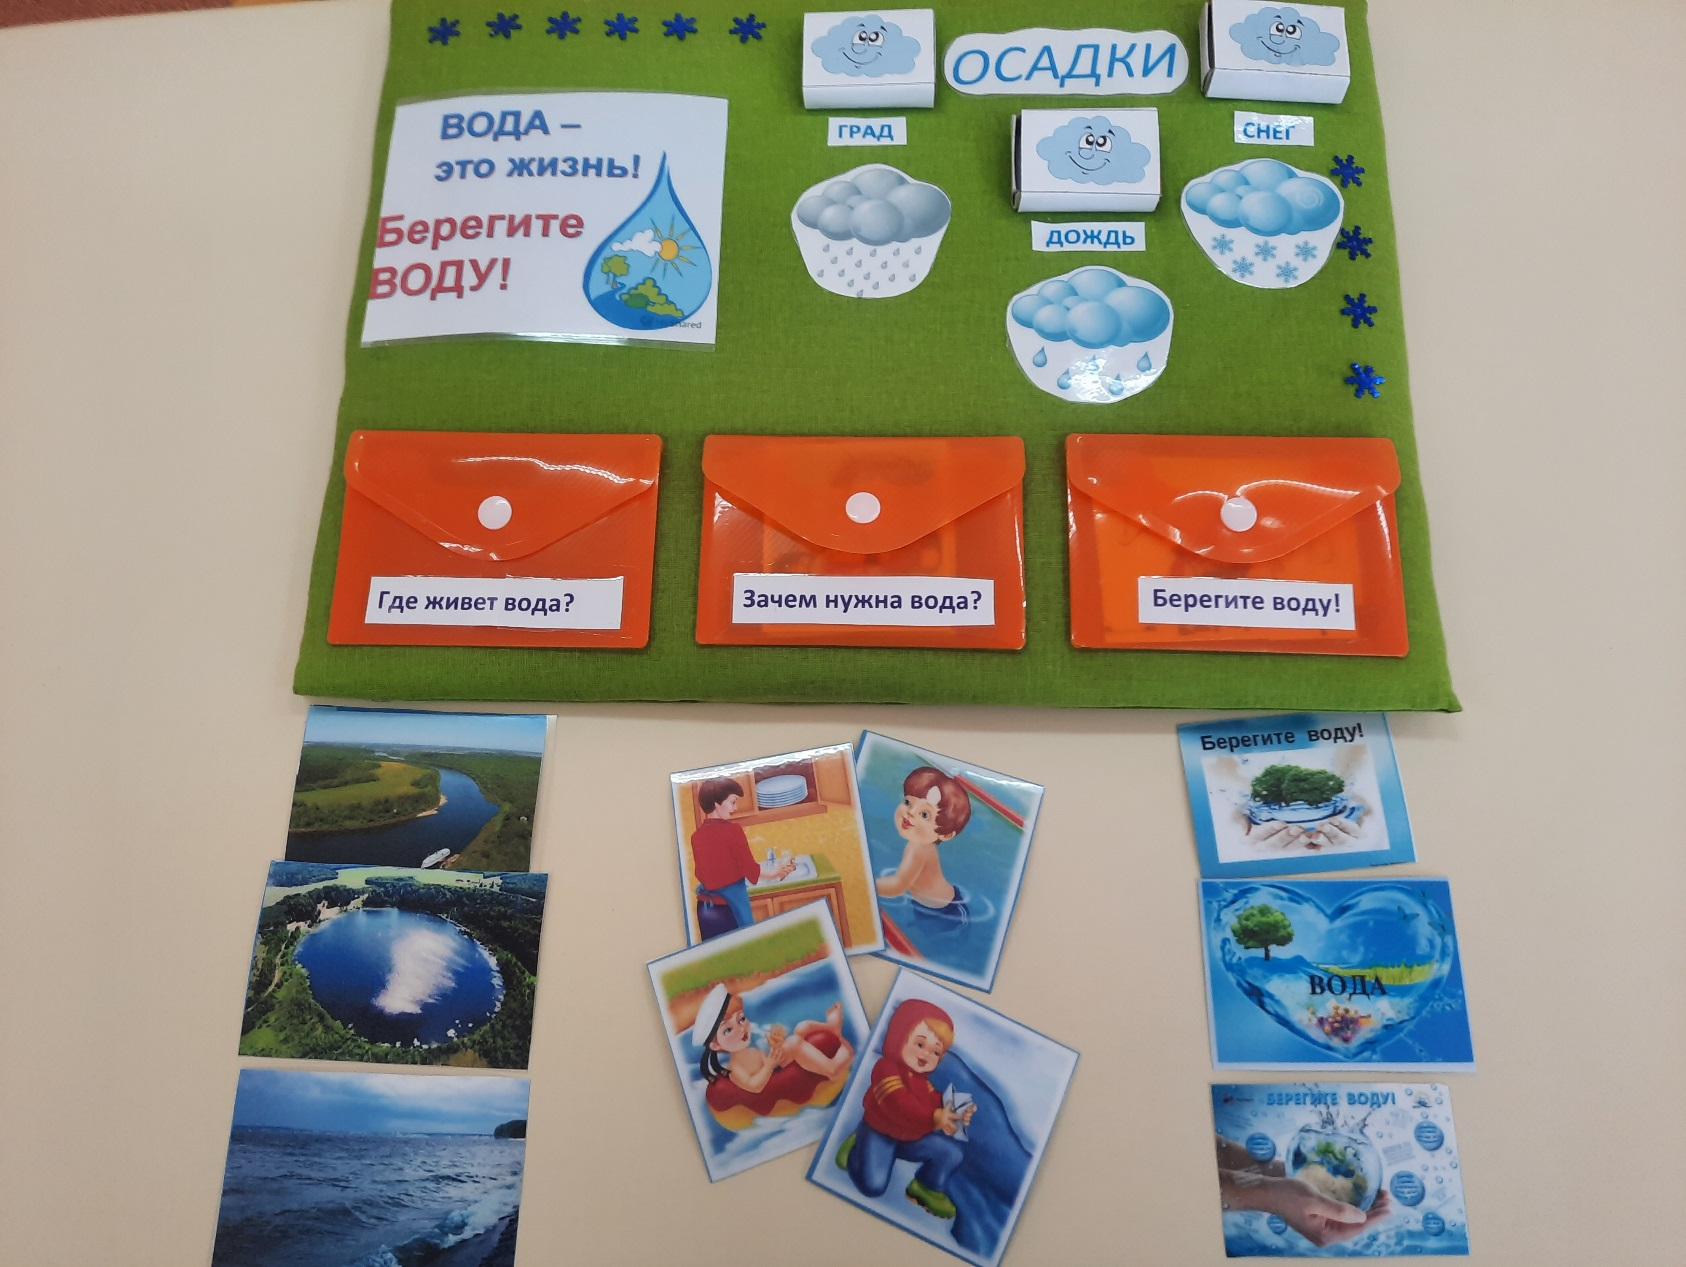 ВОДА –
это жизнь!
Берегите
ВОДУ!
ОСАДКИ
ГРАД
ДОЖДЬ
СНЕГ
Где живет вода?
Зачем нужна вода?
Берегите воду!
Берегите воду!
ВОДА
БЕРЕГИТЕ ВОДУ!